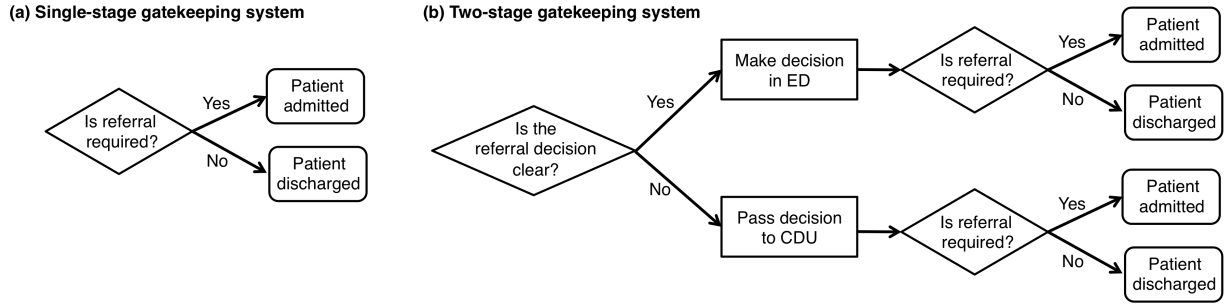 (a) Single-stage gatekeeping system
Is referral
required?
Yes
Patient
admitted
No
Patient
discharged
(b) Two-stage gatekeeping system
Is the
referral decision
clear?
Yes
Make decision
in ED
Is referral
required?
Yes
Patient
admitted
No
Patient
discharged
No
Pass decision
to CDU
Is referral
required?
Yes
Patient
admitted
No
Patient
discharged